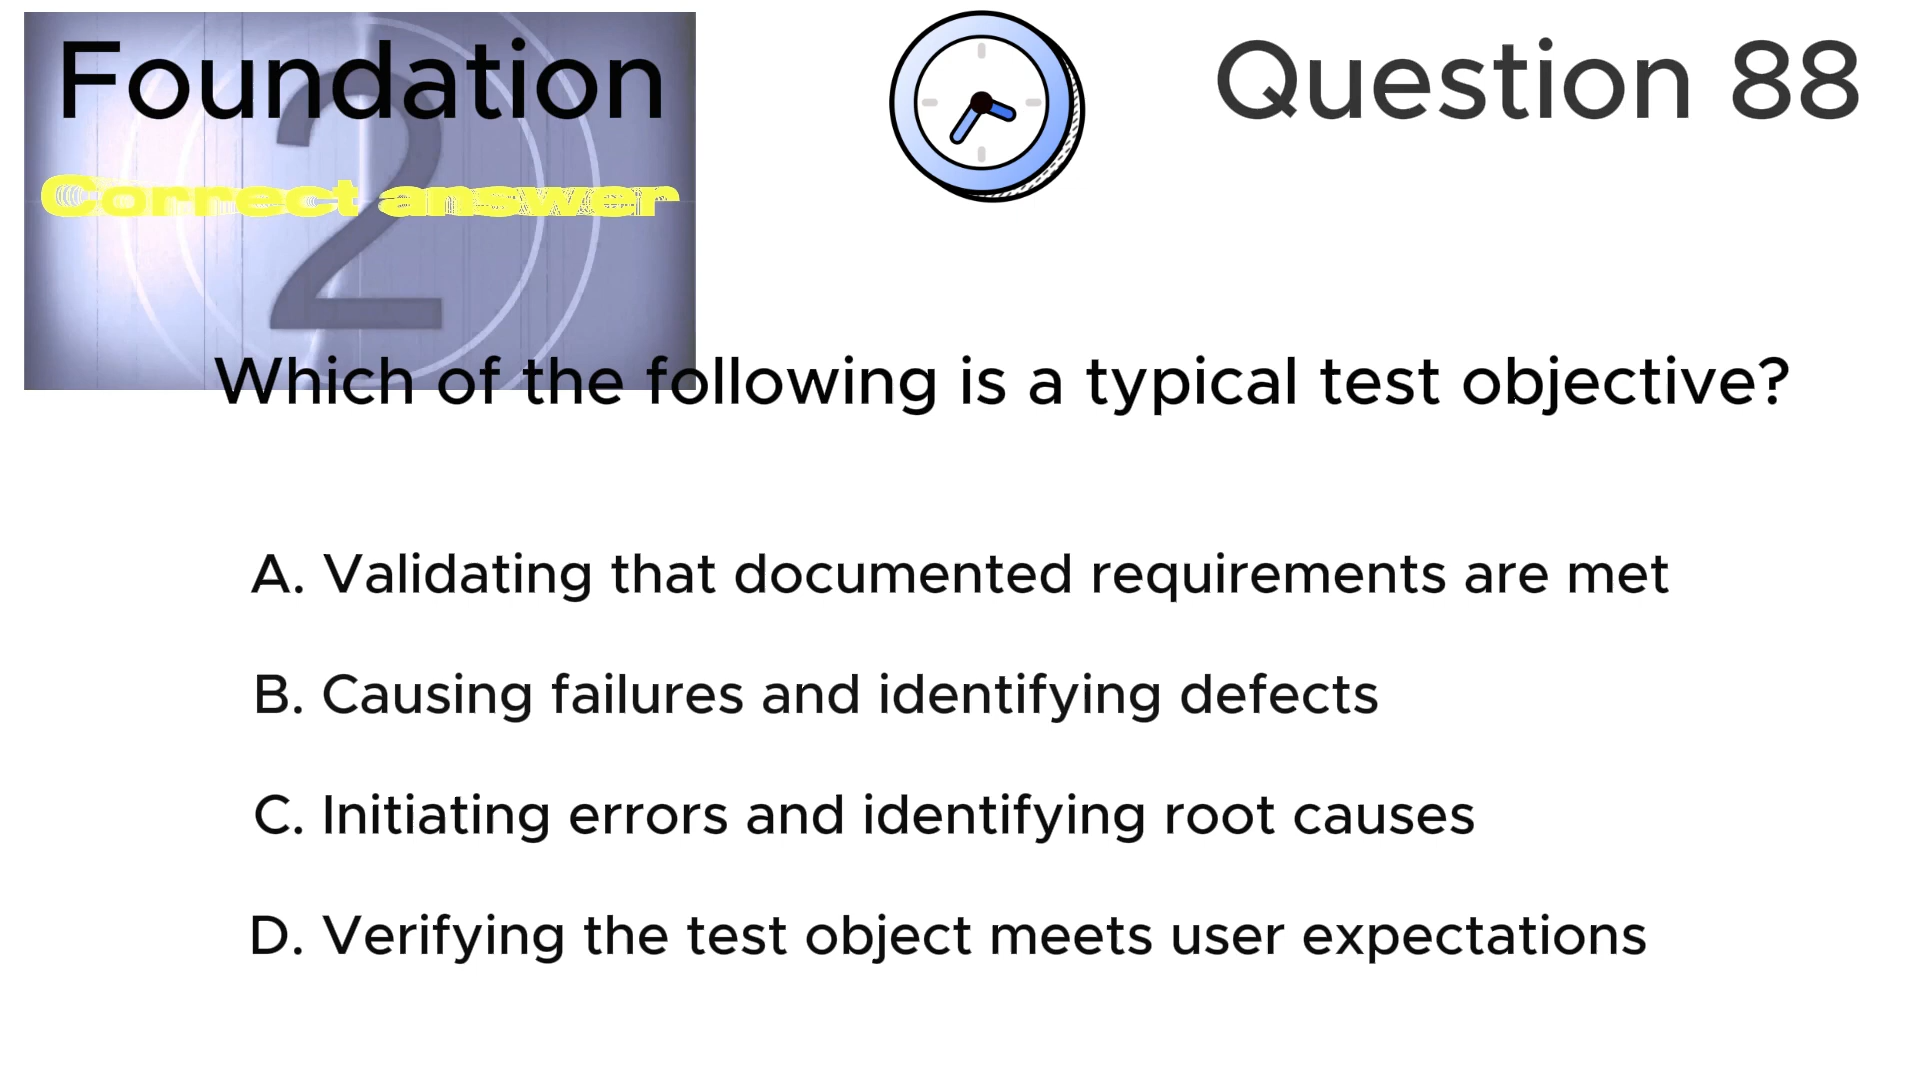 Foundation
Question 88
Correct answer
2
Which of the following is a typical test objective?
A. Validating that documented requirements are met
B. Causing failures and identifying defects
C. Initiating errors and identifying root causes
D. Verifying the test object meets user expectations